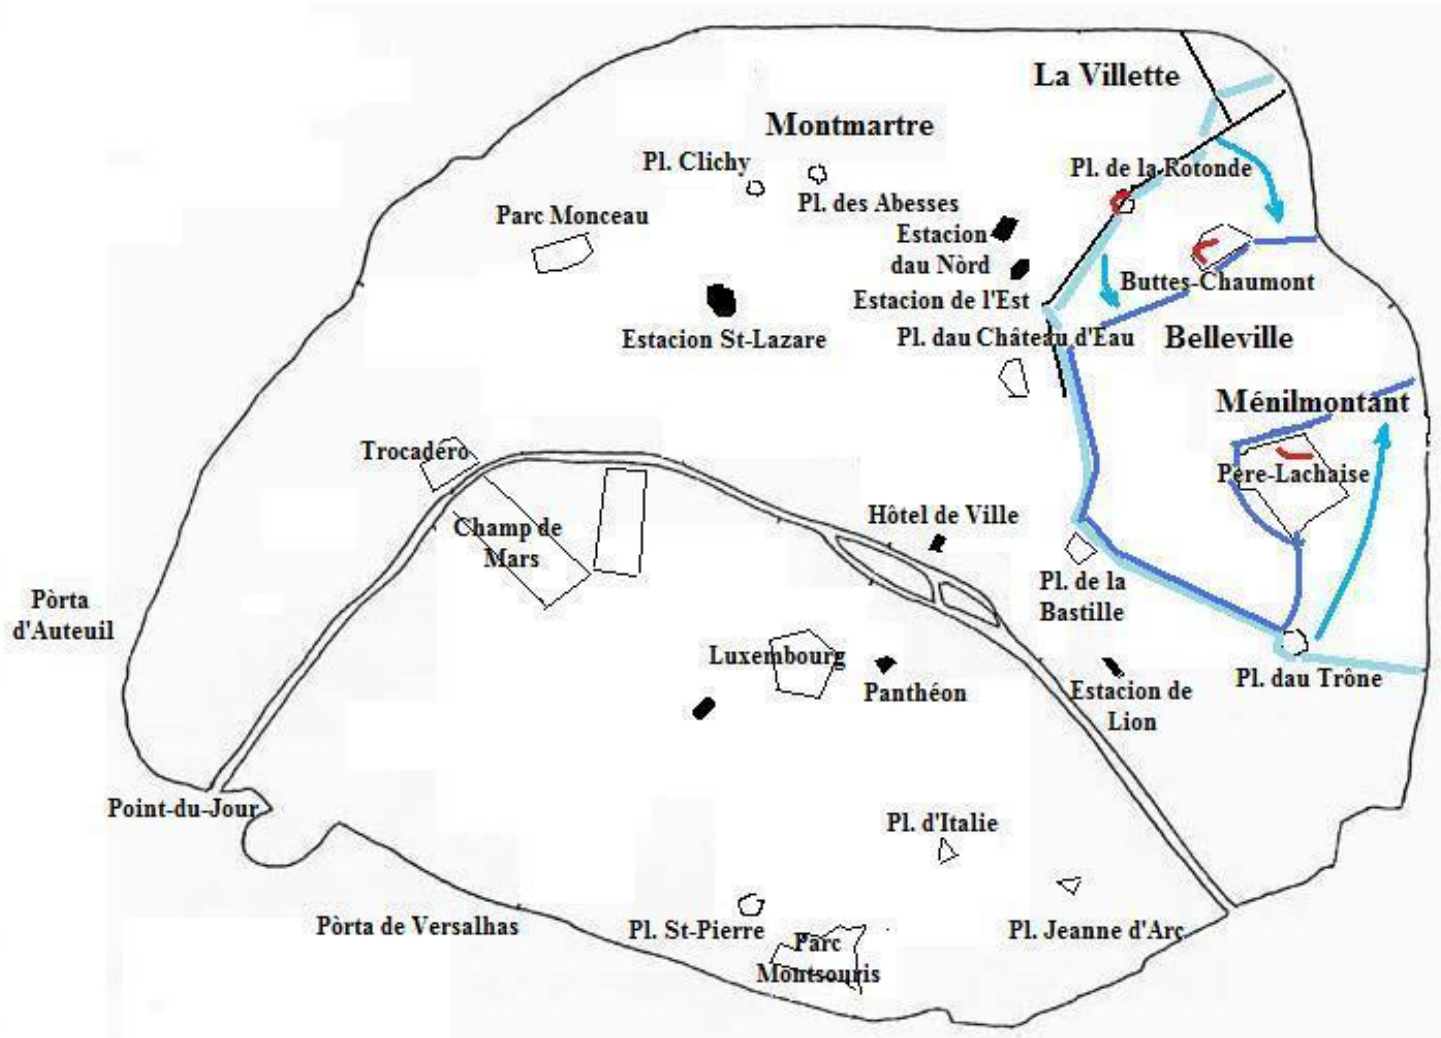 La Villette
Montmartre
Pl. Clichy
Pl. de la Rotonde
Pl. des Abesses
Parc Monceau
Estacion
dau Nòrd
Buttes-Chaumont
Estacion de l'Est
Estacion St-Lazare
Pl. dau Château d'Eau
Belleville
Ménilmontant
Trocadéro
Père-Lachaise
Champ de
Mars
Hôtel de Ville
Pl. de la
Bastille
Pòrta
d'Auteuil
Luxembourg
Panthéon
Estacion de
Lion
Pl. dau Trône
Point-du-Jour
Pl. d'Italie
Pòrta de Versalhas
Pl. St-Pierre
Parc
Montsouris
Pl. Jeanne d'Arc